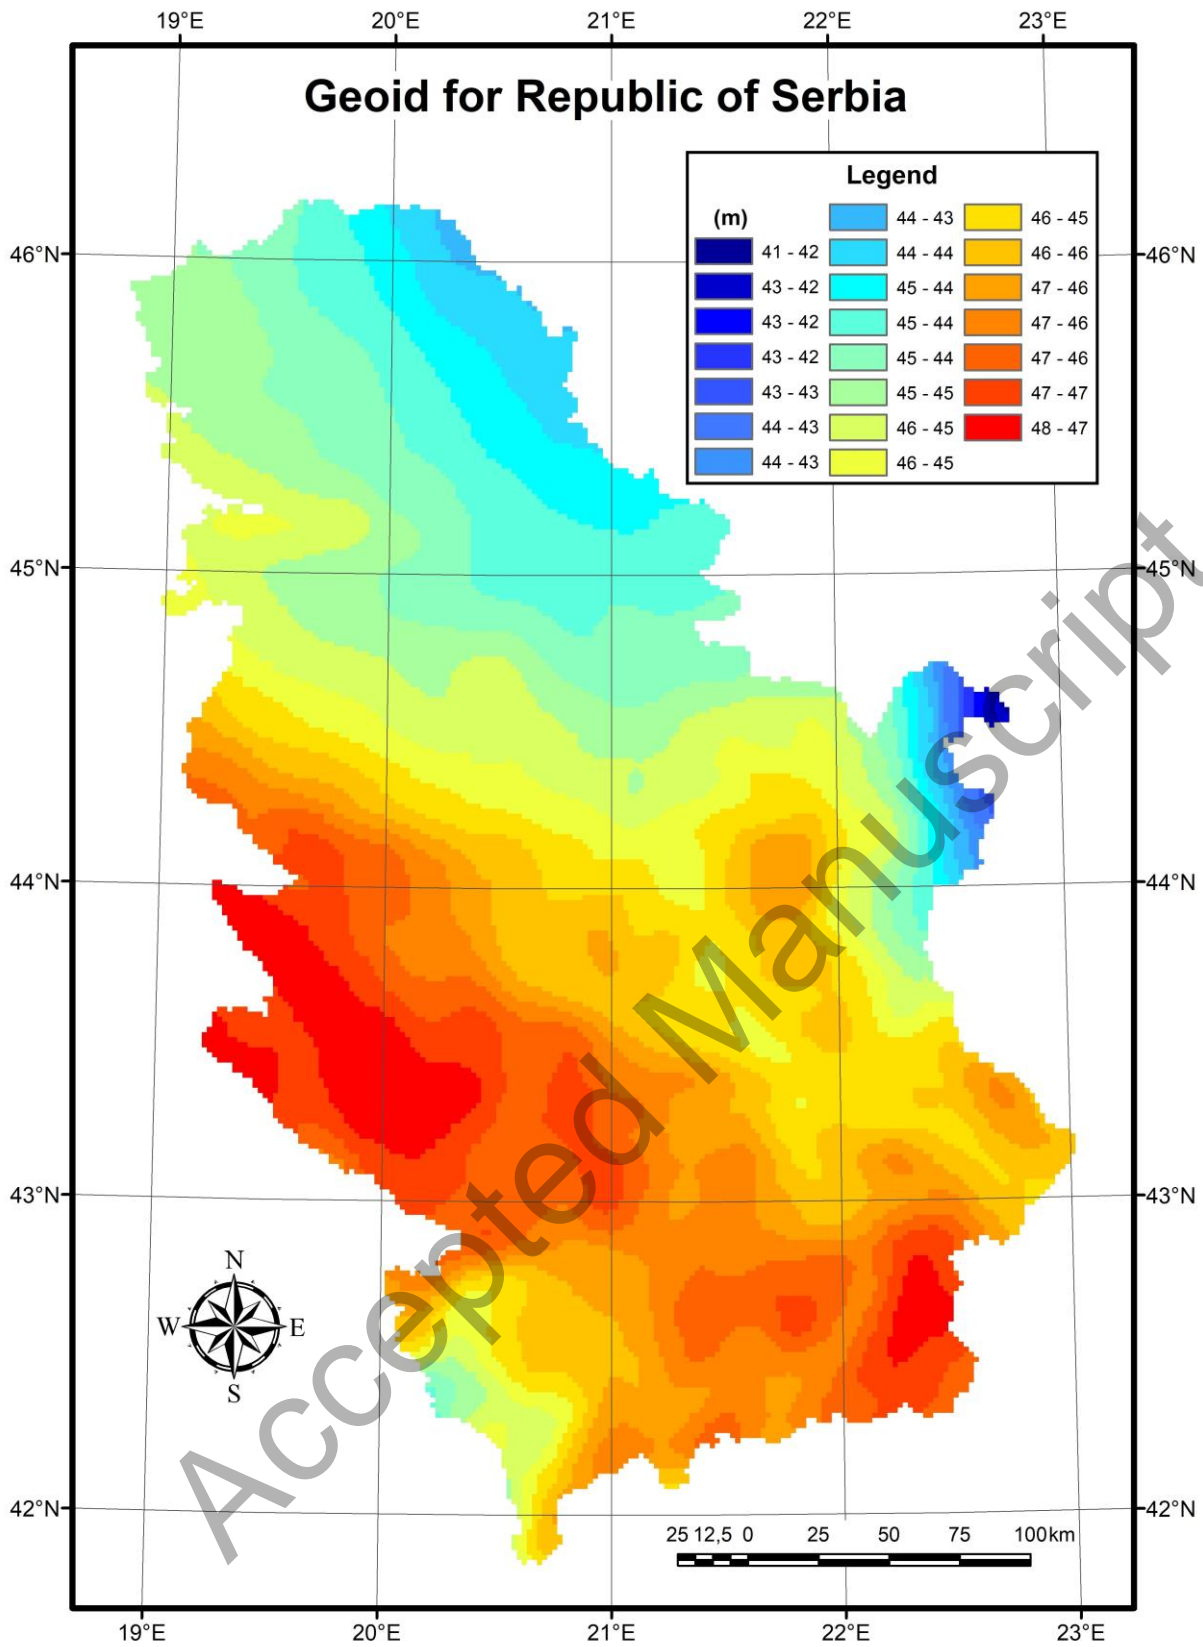 19°E 20°E 21°E 22°E 23°E
Geoid for Republic of Serbia
Legend
(m)
41 - 42
43 - 42
43 - 42
43 - 42
43 - 43
44 - 43
44 - 43
44 - 43
44 - 44
45 - 44
45 - 44
45 - 44
45 - 45
46 - 45
46 - 45
46 - 45
46 - 46
47 - 46
47 - 46
47 - 46
47 - 47
48 - 47
46°N 46°N
45°N 45°N
44°N 44°N
43°N 43°N
42°N 42°N
Accepted Manuscript
N
W E
S
25 12,5 0 25 50 75 100km
19°E 20°E 21°E 22°E 23°E